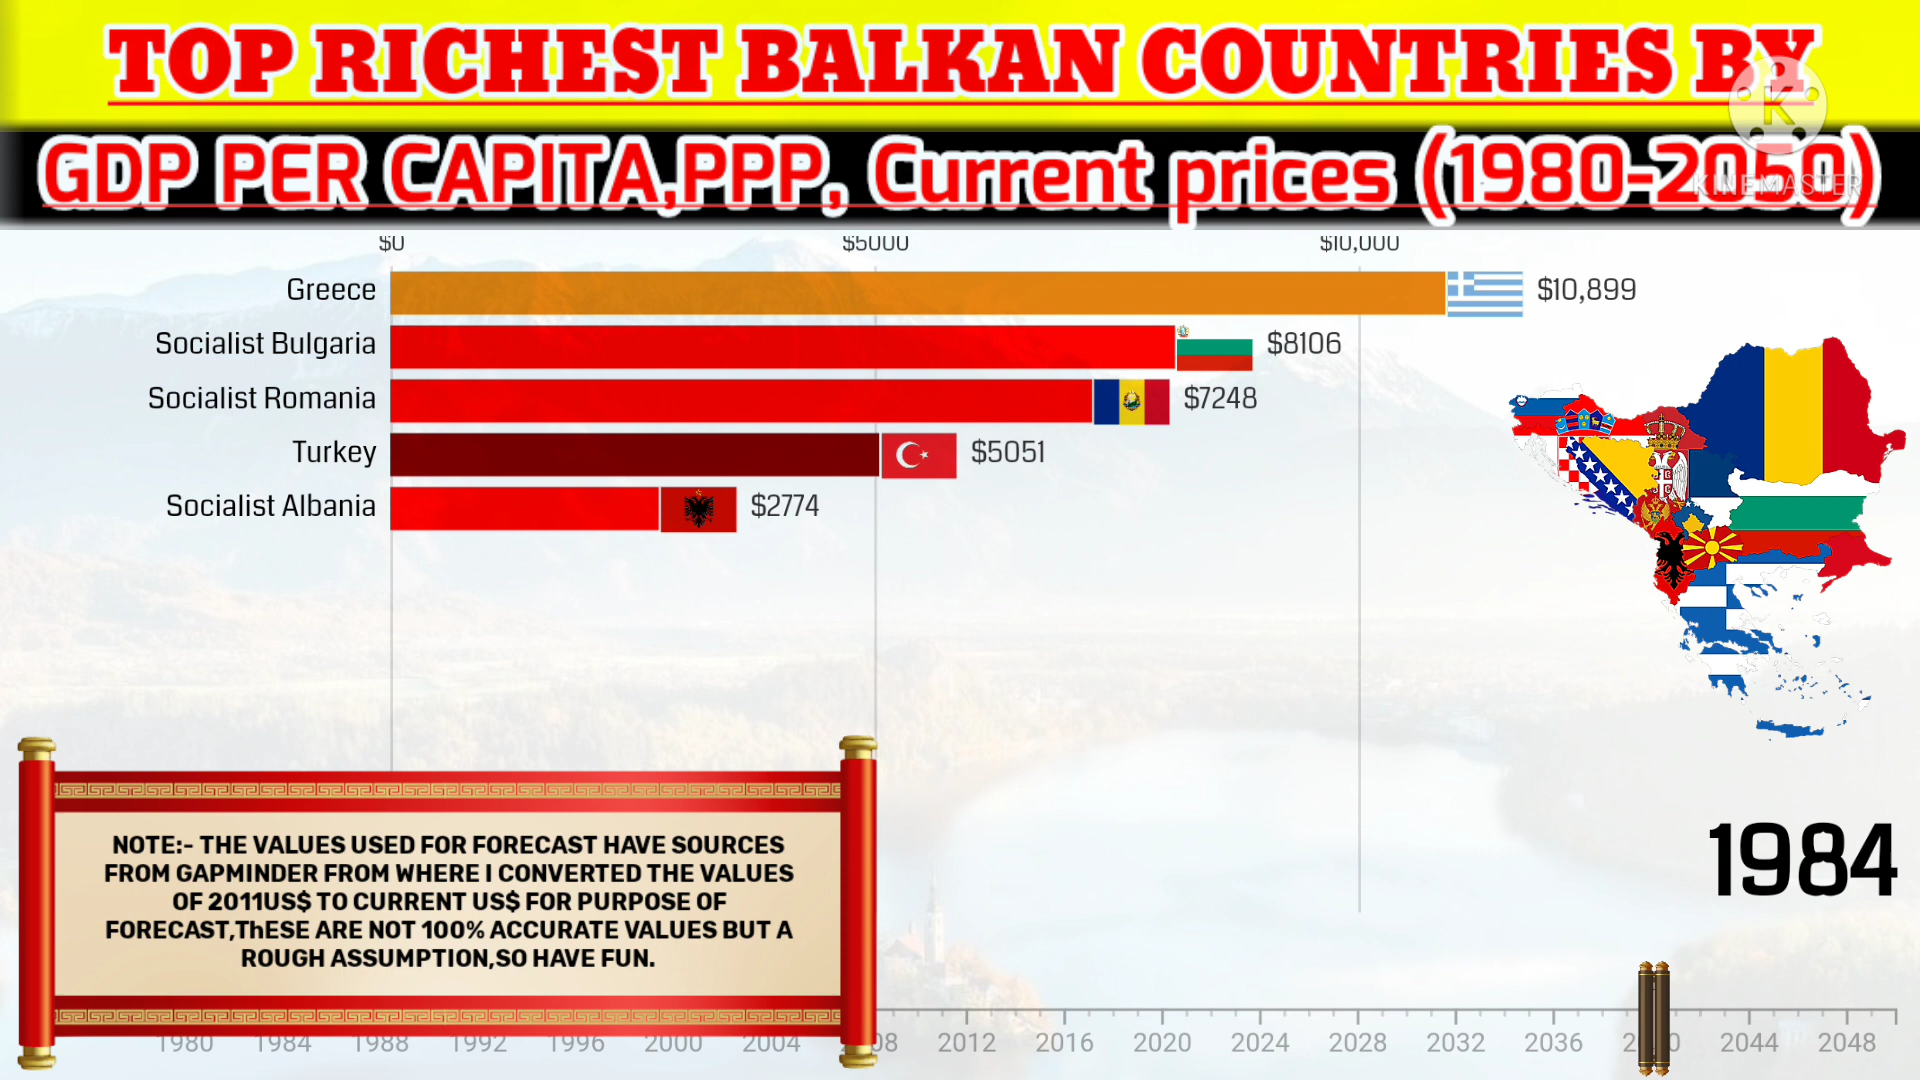 TOP RICHEST BALKAN COUNTRIES BY
GDP PER CAPITA,PPP, Current prices (1980-2050)
K
KINEMASTER
$0 $5000 $10,000
Greece $10,899
Socialist Bulgaria $8106
Socialist Romania $7248
Turkey $5051
Socialist Albania $2774
NOTE:- THE VALUES USED FOR FORECAST HAVE SOURCES
FROM GAPMINDER FROM WHERE I CONVERTED THE VALUES
OF 2011US$ TO CURRENT US$ FOR PURPOSE OF
FORECAST,ThESE ARE NOT 100% ACCURATE VALUES BUT A
ROUGH ASSUMPTION,SO HAVE FUN.
1984
1980 1984 1988 1992 1996 2000 2004 2012 2016 2020 2024 2028 2032 2036 2044 2048